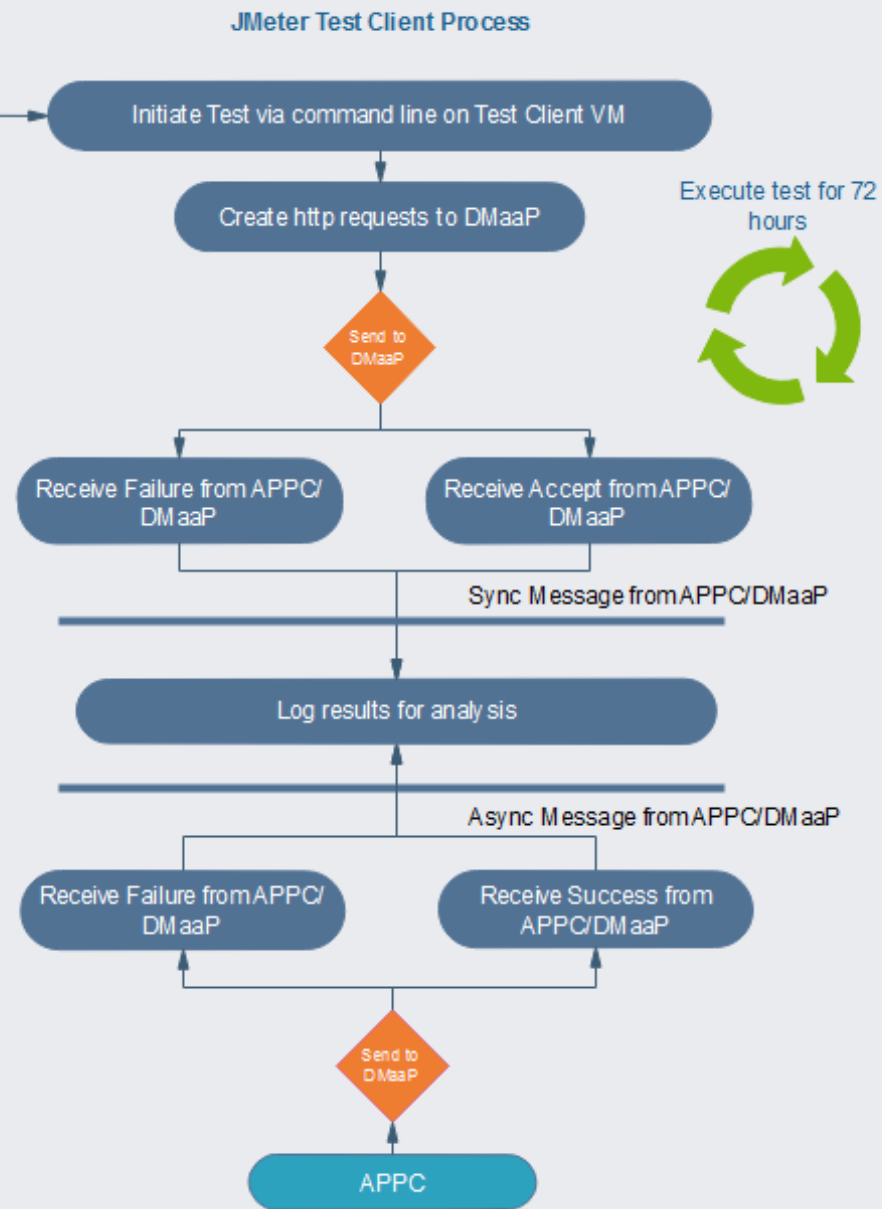 JMeter Test Client Process
Initiate Test via command line on Test Client VM
Create http requests to DMaaP
Execute test for 72
hours
Send to
DMaaP
Receive Failure from APPC/
DMaaP
Receive Accept from APPC/
DMaaP
Sync Message from APPC/DMaaP
Log results for analysis
Async Message from APPC/DMaaP
Receive Failure from APPC/
DMaaP
Receive Success from
APPC/DMaaP
Send to
DMaaP
APPC